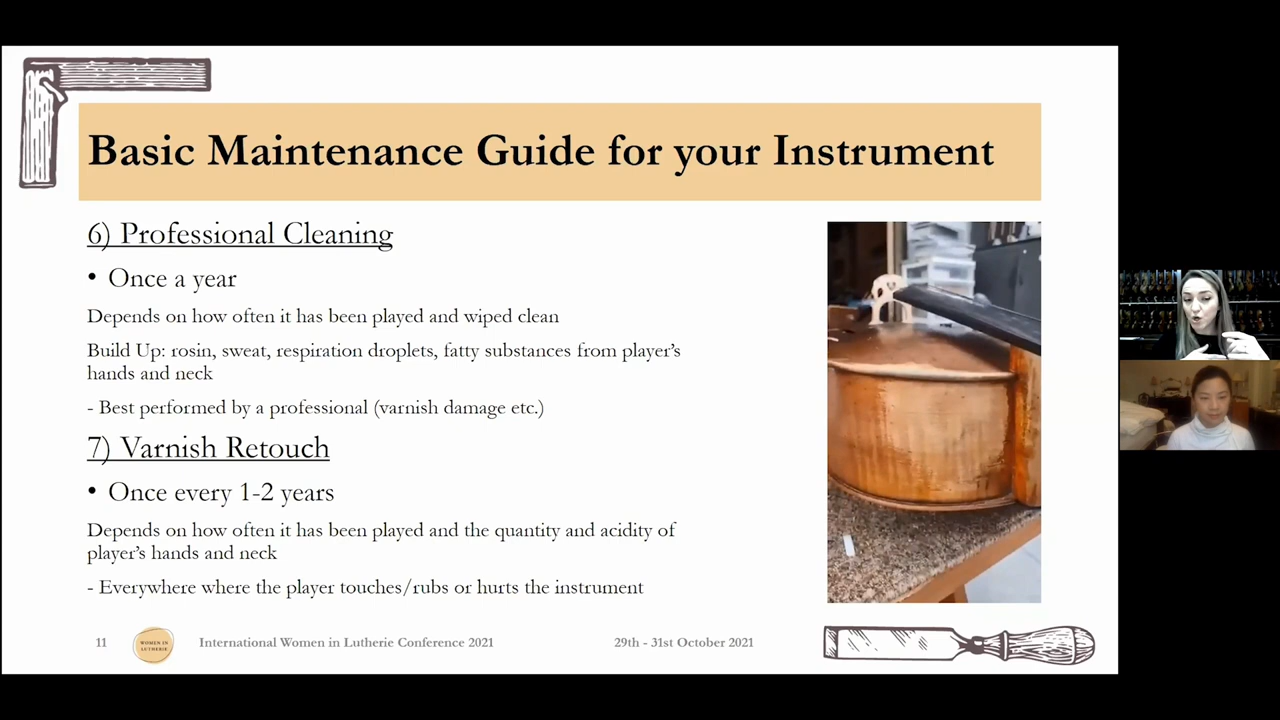 Basic Maintenance Guide for your Instrument
6) Professional Cleaning
• Once a year
Depends on how often it has been played and wiped clean
Build Up: rosin, sweat, respiration droplets, fatty substances from player's
hands and neck
- Best performed by a professional (varnish damage etc.)
7) Varnish Retouch
• Once every 1-2 years
Depends on how often it has been played and the quantity and acidity of
player's hands and neck
- Everywhere where the player touches/rubs or hurts the instrument
11
WOMEN IN
LUTHERIE
International Women in Lutherie Conference 2021
29th - 31st October 2021